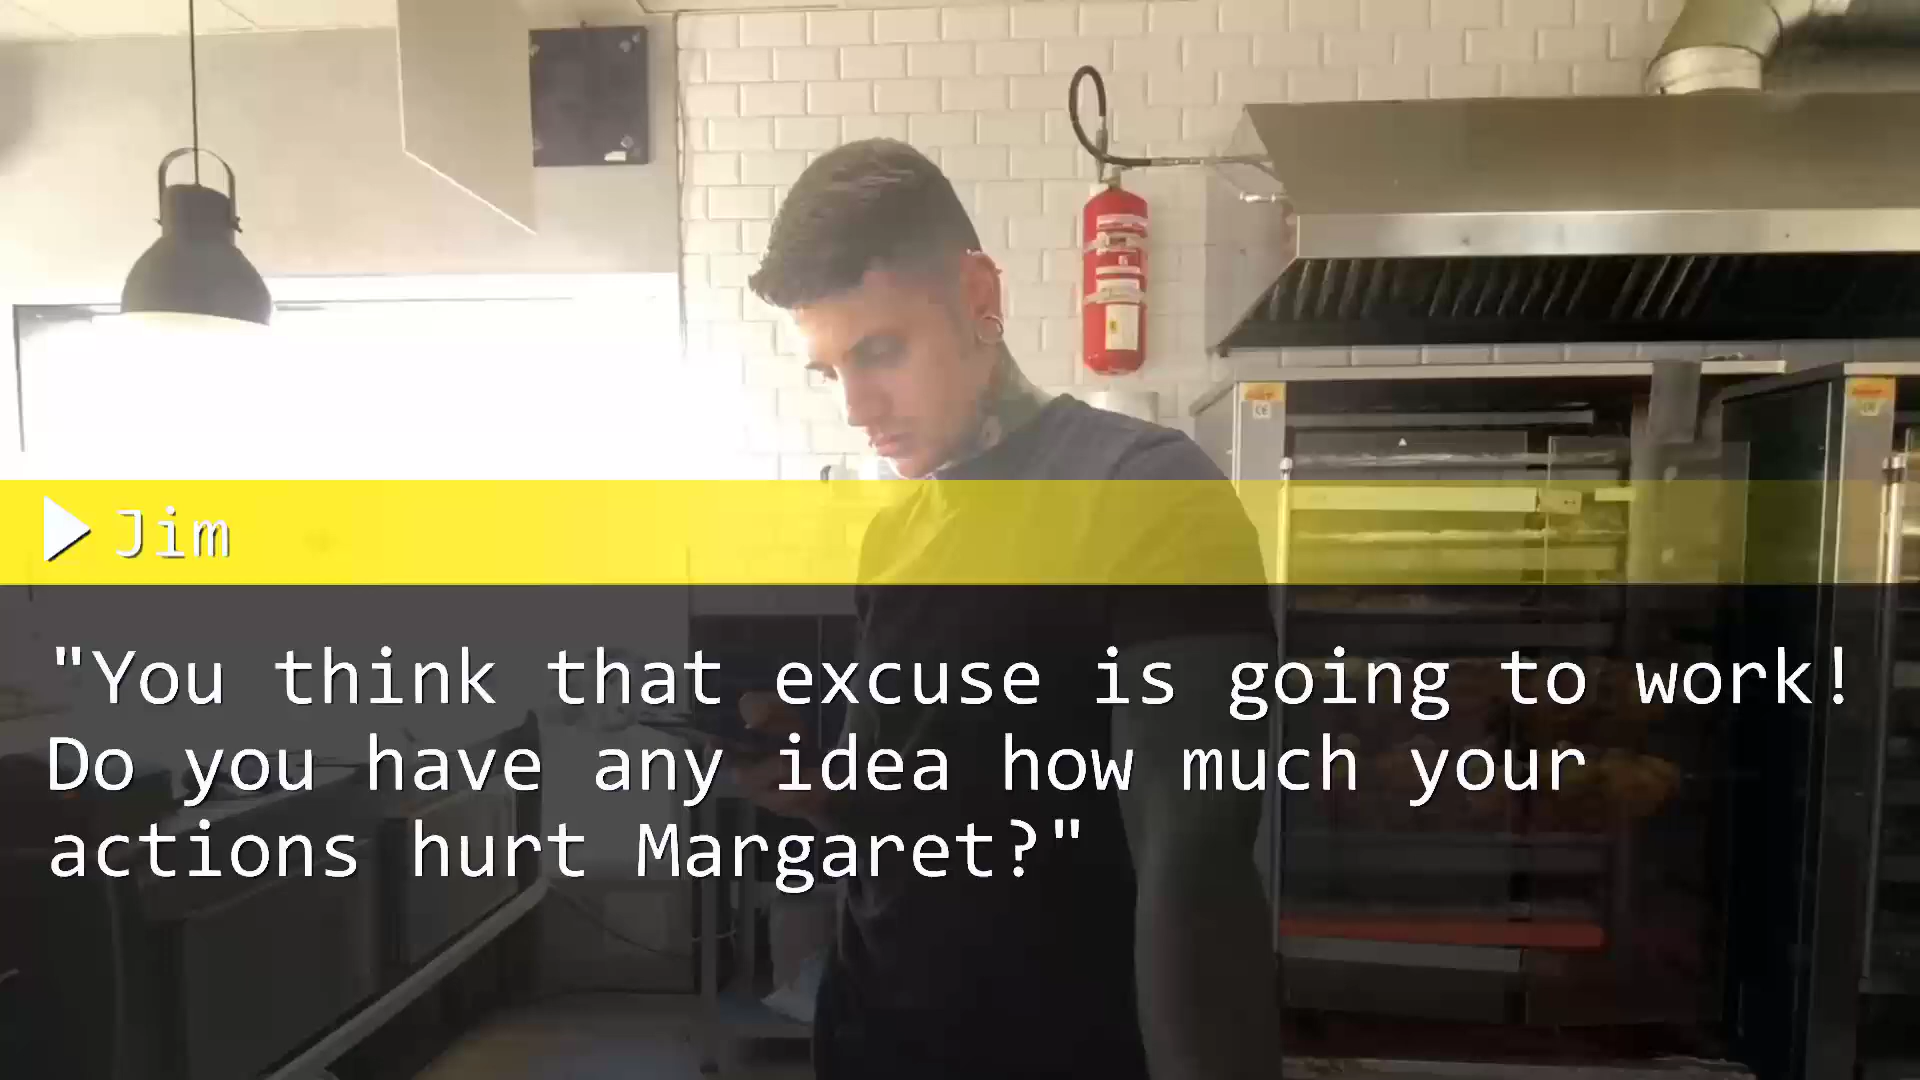 Jim
"You think that excuse is going to work!
Do you have any idea how much your
actions hurt Margaret?"